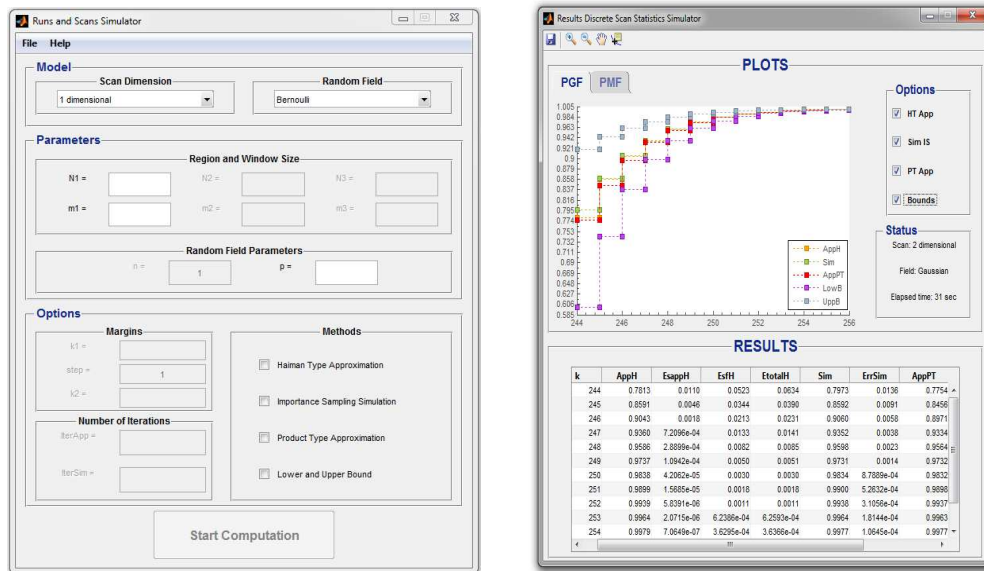 Runs and Scans Simulator
File Help
Model
Scan Dimension
Random Field
1 dimensional
Bernoulli
Parameters
Region and Window Size
N1 =
N2 =
N3 =
m1 =
m2 =
m3 =
Random Field Parameters
n =
1
p =
Options
Margins
k1 =
step =
1
k2 =
Number of Iterations
IterApp =
IterSim =
Methods
Haiman Type Approximation
Importance Sampling Simulation
Product Type Approximation
Lower and Upper Bound
Start Computation
Results Discrete Scan Statistics Simulator
PLOTS
PGF PMF
1.005
0.984
0.963
0.942
0.921
0.9
0.879
0.858
0.837
0.816
0.795
0.774
0.753
0.732
0.711
0.69
0.669
0.648
0.627
0.606
0.585
244 246 248 250 252 254 256
AppH
Sim
AppPT
LowB
UppB
Options
HT App
Sim IS
PT App
Bounds
Status
Scan: 2 dimensional
Field: Gaussian
Elapsed time: 31 sec
RESULTS
k AppH EsappH EsfH EtotalH Sim ErrSim AppPT
244 0.7813 0.0110 0.0523 0.0634 0.7973 0.0136 0.7754
245 0.8591 0.0046 0.0344 0.0390 0.8592 0.0091 0.8456
246 0.9043 0.0018 0.0213 0.0231 0.9060 0.0058 0.8971
247 0.9360 7.2096e-04 0.0133 0.0141 0.9352 0.0038 0.9334
248 0.9586 2.8899e-04 0.0082 0.0085 0.9598 0.0023 0.9564
249 0.9737 1.0942e-04 0.0050 0.0051 0.9731 0.0014 0.9732
250 0.9838 4.2062e-05 0.0030 0.0030 0.9834 8.7889e-04 0.9832
251 0.9899 1.5685e-05 0.0018 0.0018 0.9900 5.2632e-04 0.9898
252 0.9939 5.8391e-06 0.0011 0.0011 0.9938 3.1056e-04 0.9937
253 0.9964 2.0715e-06 6.2386e-04 6.2593e-04 0.9964 1.8144e-04 0.9963
254 0.9979 7.0649e-07 3.6295e-04 3.6366e-04 0.9977 1.0645e-04 0.9977